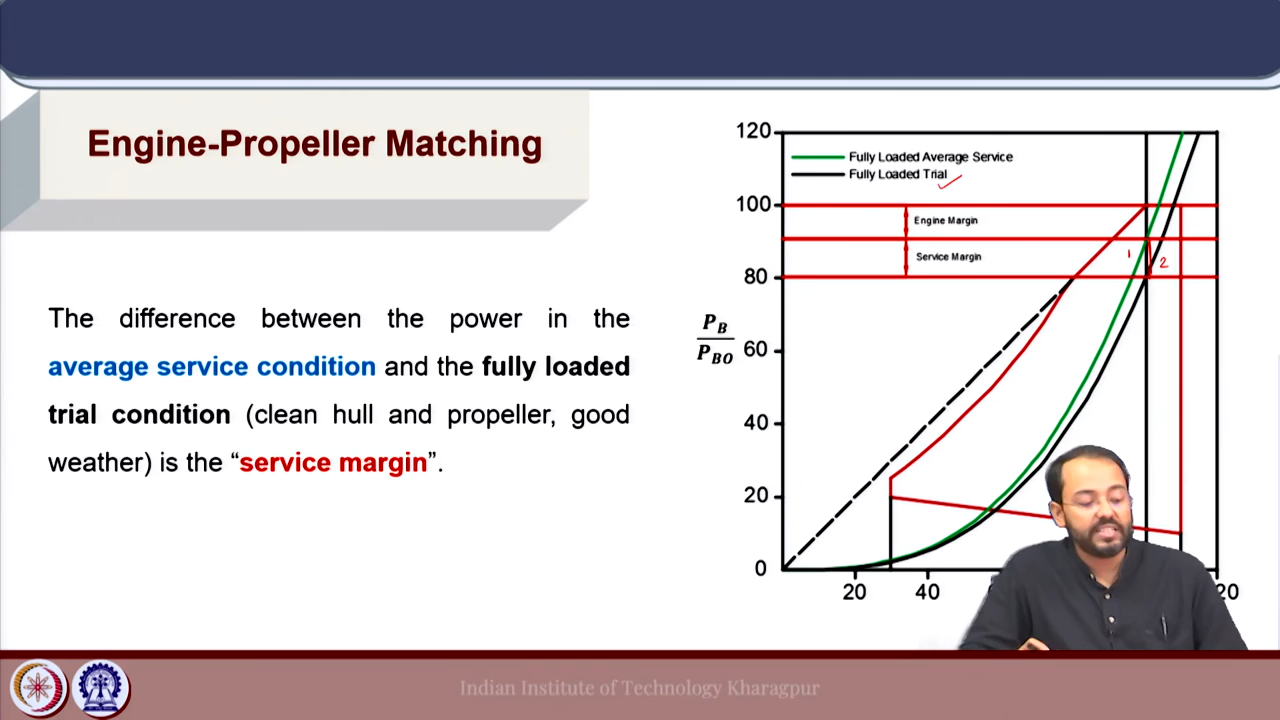 Engine-Propeller Matching
The difference between the power in the
average service condition and the fully loaded
trial condition (clean hull and propeller, good
weather) is the “service margin”.
120
Fully Loaded Average Service
Fully Loaded Trial
100
Engine Margin
1
2
Service Margin
80
P_B
P_BO
60
40
20
0
20
40
20
Indian Institute of Technology Kharagpur